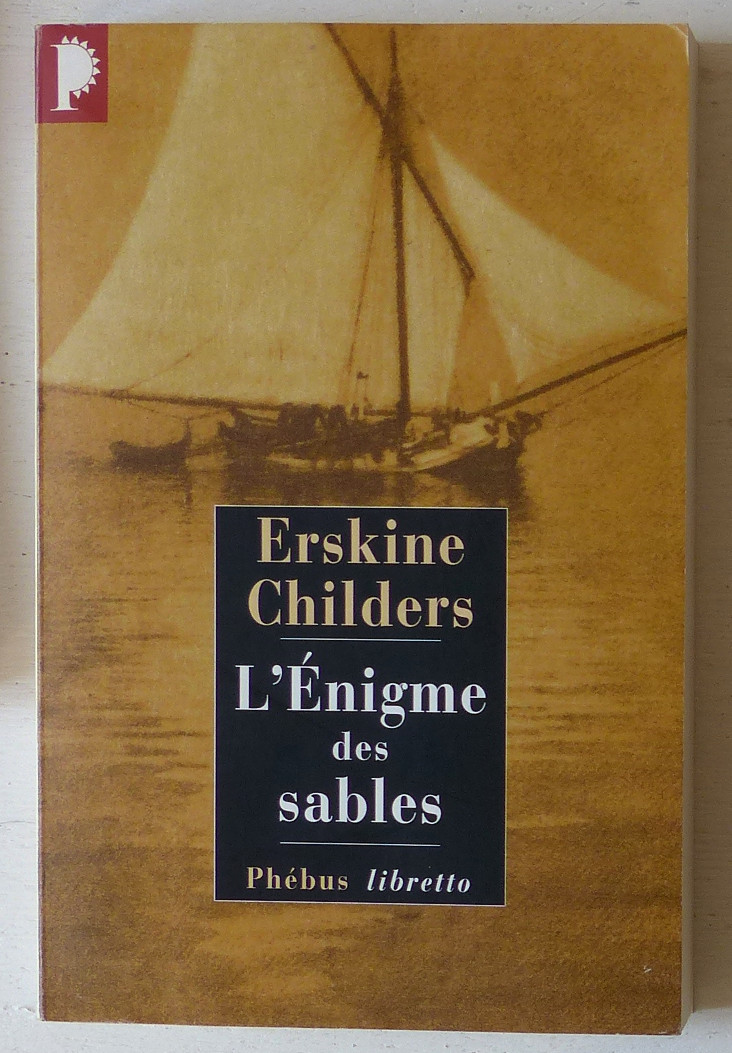 P
Erskine
Childers
L'Énigme
des
sables
Phébus libretto